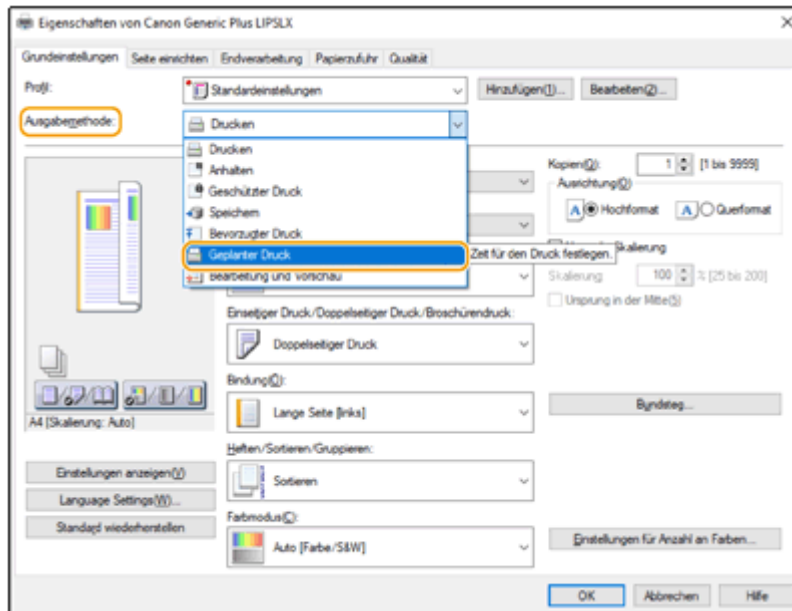 Eigenschaften von Canon Generic Plus LIPSLX
Grundeinstellungen Seite einrichten Endverarbeitung Papierzufuhr Qualität
Profil: Standardeinstellungen Hinzufügen(1)... Bearbeiten(2)...
Ausgabemethode: Drucken
Drucken
Anhalten
Geschützter Druck
Speichern
Bevorzugter Druck
Geplanter Druck
Zeit für den Druck festlegen.
Bearbeitung und Vorschau
Kopien(Q): 1 [1 bis 9999]
Ausrichtung(O)
A Hochformat A Querformat
Skalierung
Skalierung 100 % [25 bis 200]
Ursprung in der Mitte(5)
Einseitiger Druck/Doppelseitiger Druck/Broschürendruck:
Doppelseitiger Druck
Bindung(G):
Lange Seite [links]
Bundsteg...
Heften/Sortieren/Gruppieren:
Sortieren
Farbmodus(C):
Auto [Farbe/S&W]
Einstellungen für Anzahl an Farben...
A4 [Skalierung: Auto]
Einstellungen anzeigen(V)
Language Settings(W)...
Standard wiederherstellen
OK Abbrechen Hilfe